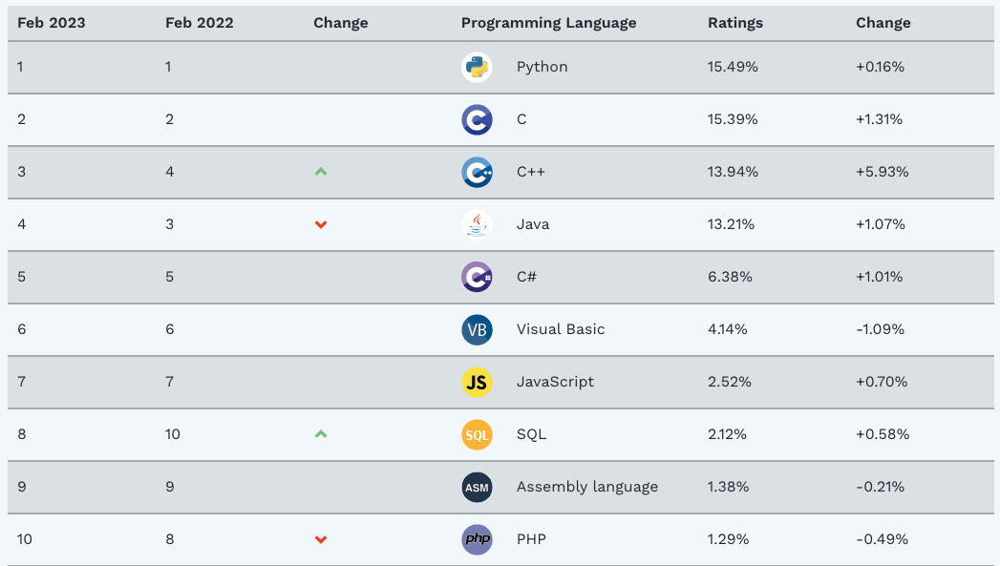 Feb 2023 Feb 2022 Change Programming Language Ratings Change
1 1 Python 15.49% +0.16%
2 2 C C 15.39% +1.31%
3 4 C++ C++ 13.94% +5.93%
4 3 Java 13.21% +1.07%
5 5 C# C# 6.38% +1.01%
6 6 VB Visual Basic 4.14% -1.09%
7 7 JS JavaScript 2.52% +0.70%
8 10 SQL SQL 2.12% +0.58%
9 9 ASM Assembly language 1.38% -0.21%
10 8 php PHP 1.29% -0.49%